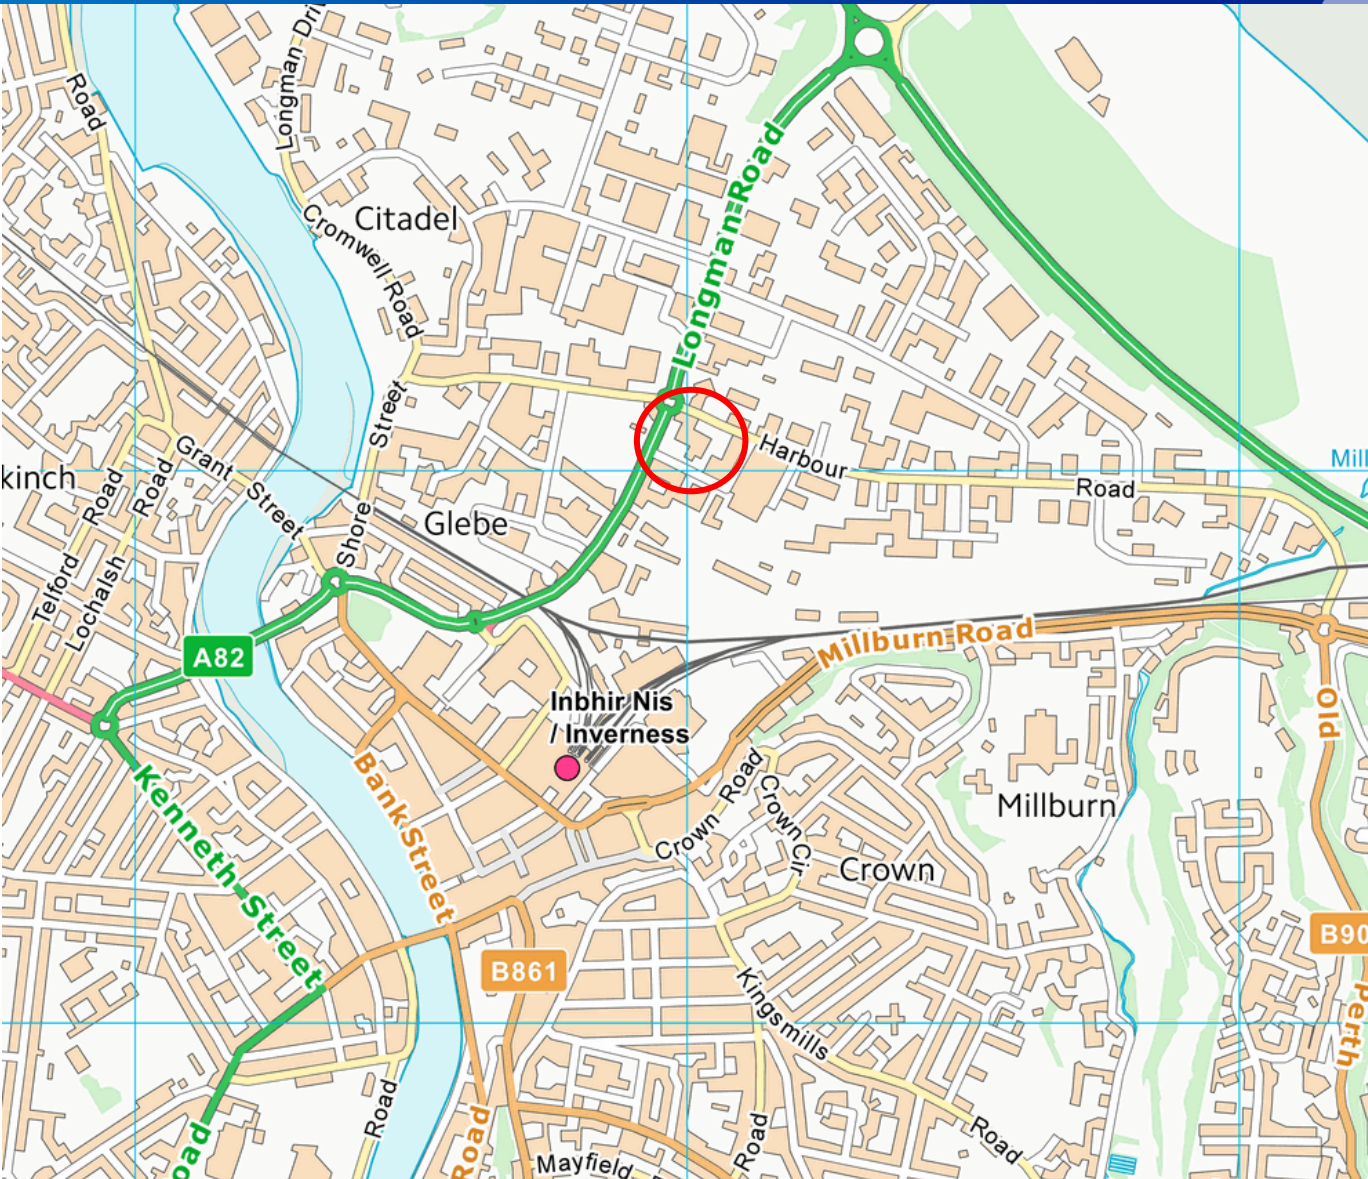 Longman Dri
Road
Longman Road
Citadel
Cromwell Road
Street
Harbour
Road
Mill
Grant
Street
kinch
Road
Road
Telford
Lochalsh
Shore
Glebe
A82
Millburn Road
Inbhir Nis
/ Inverness
Old
Kenneth Street
Bank Street
Crown
Road
Crown Cir
Millburn
Crown
B90
B861
Kingsmills
Perth
Road
Road
Road
Road
oad
Mayfield